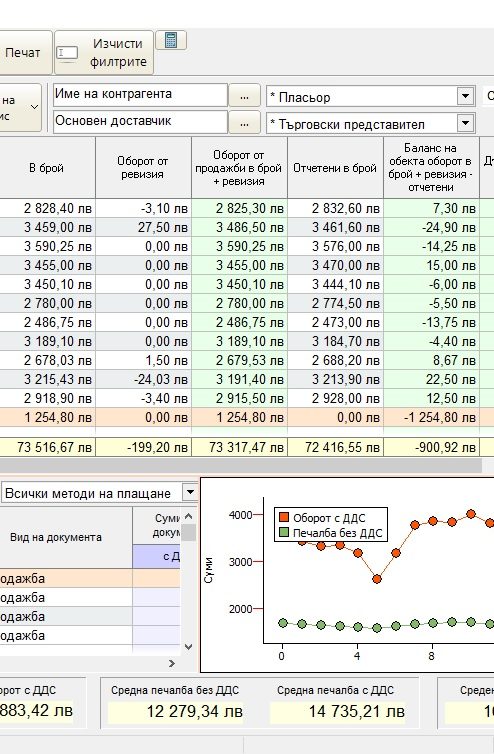 Печат
Изчисти
филтрите
на
ис
Име на контрагента
...
* Пласьор
Основен доставчик
...
* Търговски представител
В брой
Оборот от
ревизия
Оборот от
продажби в брой
+ ревизия
Отчетени в брой
Баланс на
обекта оборот в
брой + ревизия -
отчетени
2 828,40 лв -3,10 лв 2 825,30 лв 2 832,60 лв 7,30 лв
3 459,00 лв 27,50 лв 3 486,50 лв 3 461,60 лв -24,90 лв
3 590,25 лв 0,00 лв 3 590,25 лв 3 576,00 лв -14,25 лв
3 455,00 лв 0,00 лв 3 455,00 лв 3 470,00 лв 15,00 лв
3 450,10 лв 0,00 лв 3 450,10 лв 3 444,10 лв -6,00 лв
2 780,00 лв 0,00 лв 2 780,00 лв 2 774,50 лв -5,50 лв
2 486,75 лв 0,00 лв 2 486,75 лв 2 473,00 лв -13,75 лв
3 189,10 лв 0,00 лв 3 189,10 лв 3 184,70 лв -4,40 лв
2 678,03 лв 1,50 лв 2 679,53 лв 2 688,20 лв 8,67 лв
3 215,43 лв -24,03 лв 3 191,40 лв 3 213,90 лв 22,50 лв
2 918,90 лв -3,40 лв 2 915,50 лв 2 928,00 лв 12,50 лв
1 254,80 лв 0,00 лв 1 254,80 лв 0,00 лв -1 254,80 лв
73 516,67 лв -199,20 лв 73 317,47 лв 72 416,55 лв -900,92 лв
Всички методи на плащане
Вид на документа
Суми
докум
с Д
одажба
одажба
одажба
одажба
Оборот с ДДС
Печалба без ДДС
Суми
4000
3000
2000
0 4 8
орот с ДДС
883,42 лв
Средна печалба без ДДС
12 279,34 лв
Средна печалба с ДДС
14 735,21 лв
Среден
10